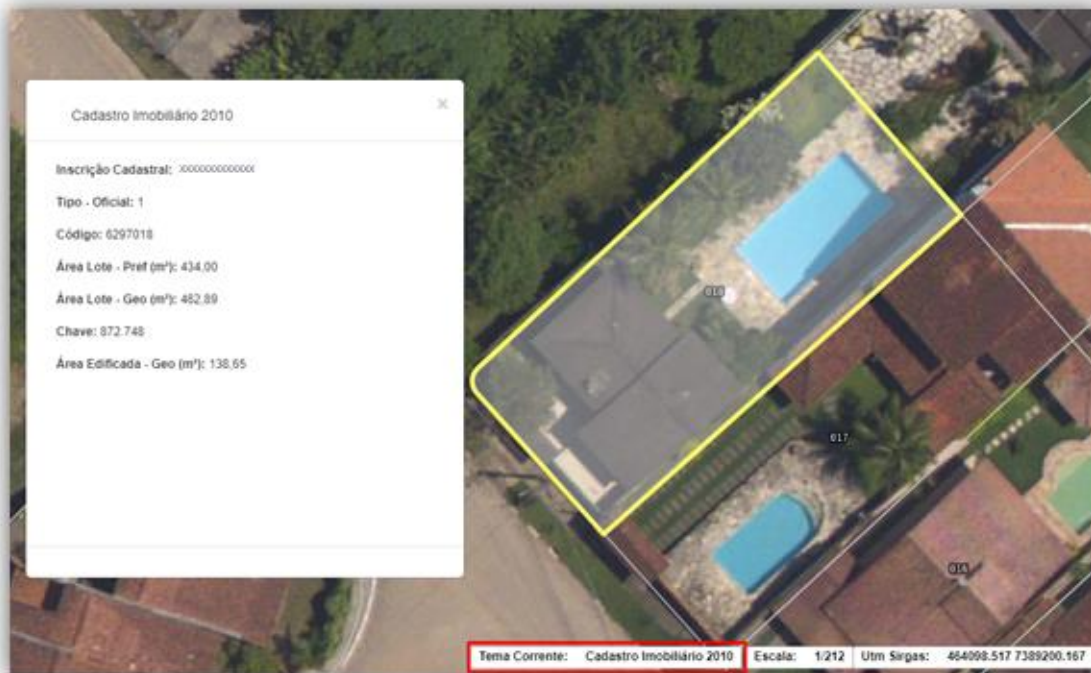 Cadastro Imobiliário 2010
×
Inscrição Cadastral: xxxxxxxxxxxxx
Tipo - Oficial: 1
Código: 6297018
Área Lote - Pref (m²): 434,00
Área Lote - Geo (m²): 462,89
Chave: 872.748
Área Edificada - Geo (m²): 138,65
018
017
016
Tema Corrente: Cadastro Imobiliário 2010 Escala: 1/212 Utm Sirgas: 464098.517 7389200.167